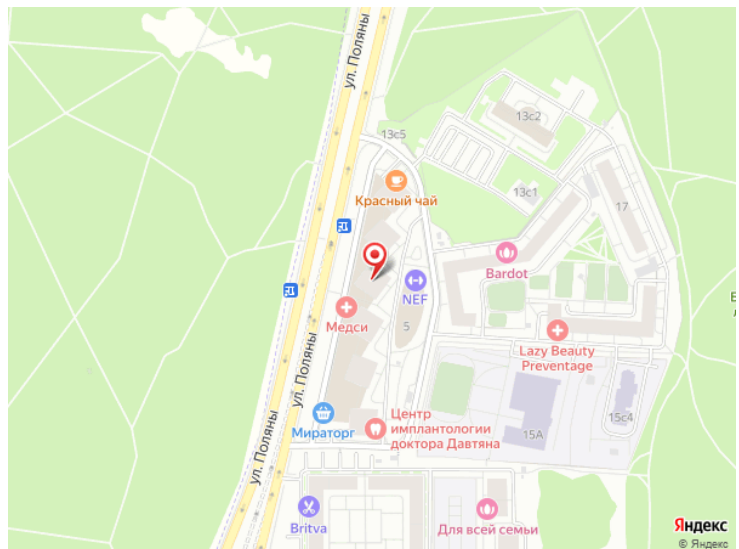 ул. Поляны
13с2
13с5
13с1
17
Красный чай
Bardot
NEF
5
Медси
Lazy Beauty
Preventage
ул. Поляны
15с4
ул. Поляны
Мираторг
Центр
имплантологии
доктора Давтяна
15А
Britva
Для всей семьи
Яндекс
© Яндекс